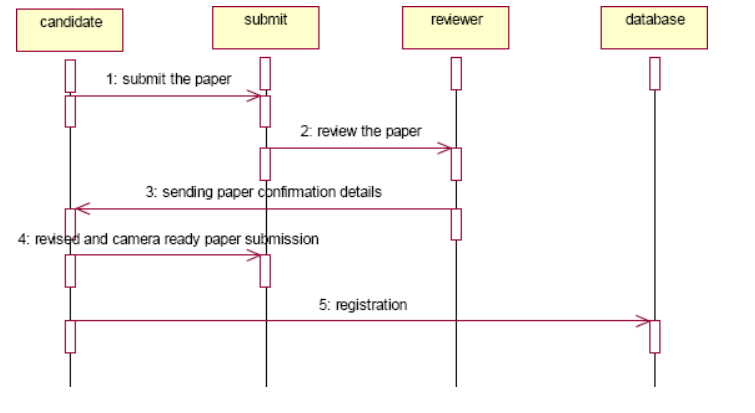 candidate
submit
reviewer
database
1: submit the paper
2: review the paper
3: sending paper confirmation details
4: revised and camera ready paper submission
5: registration